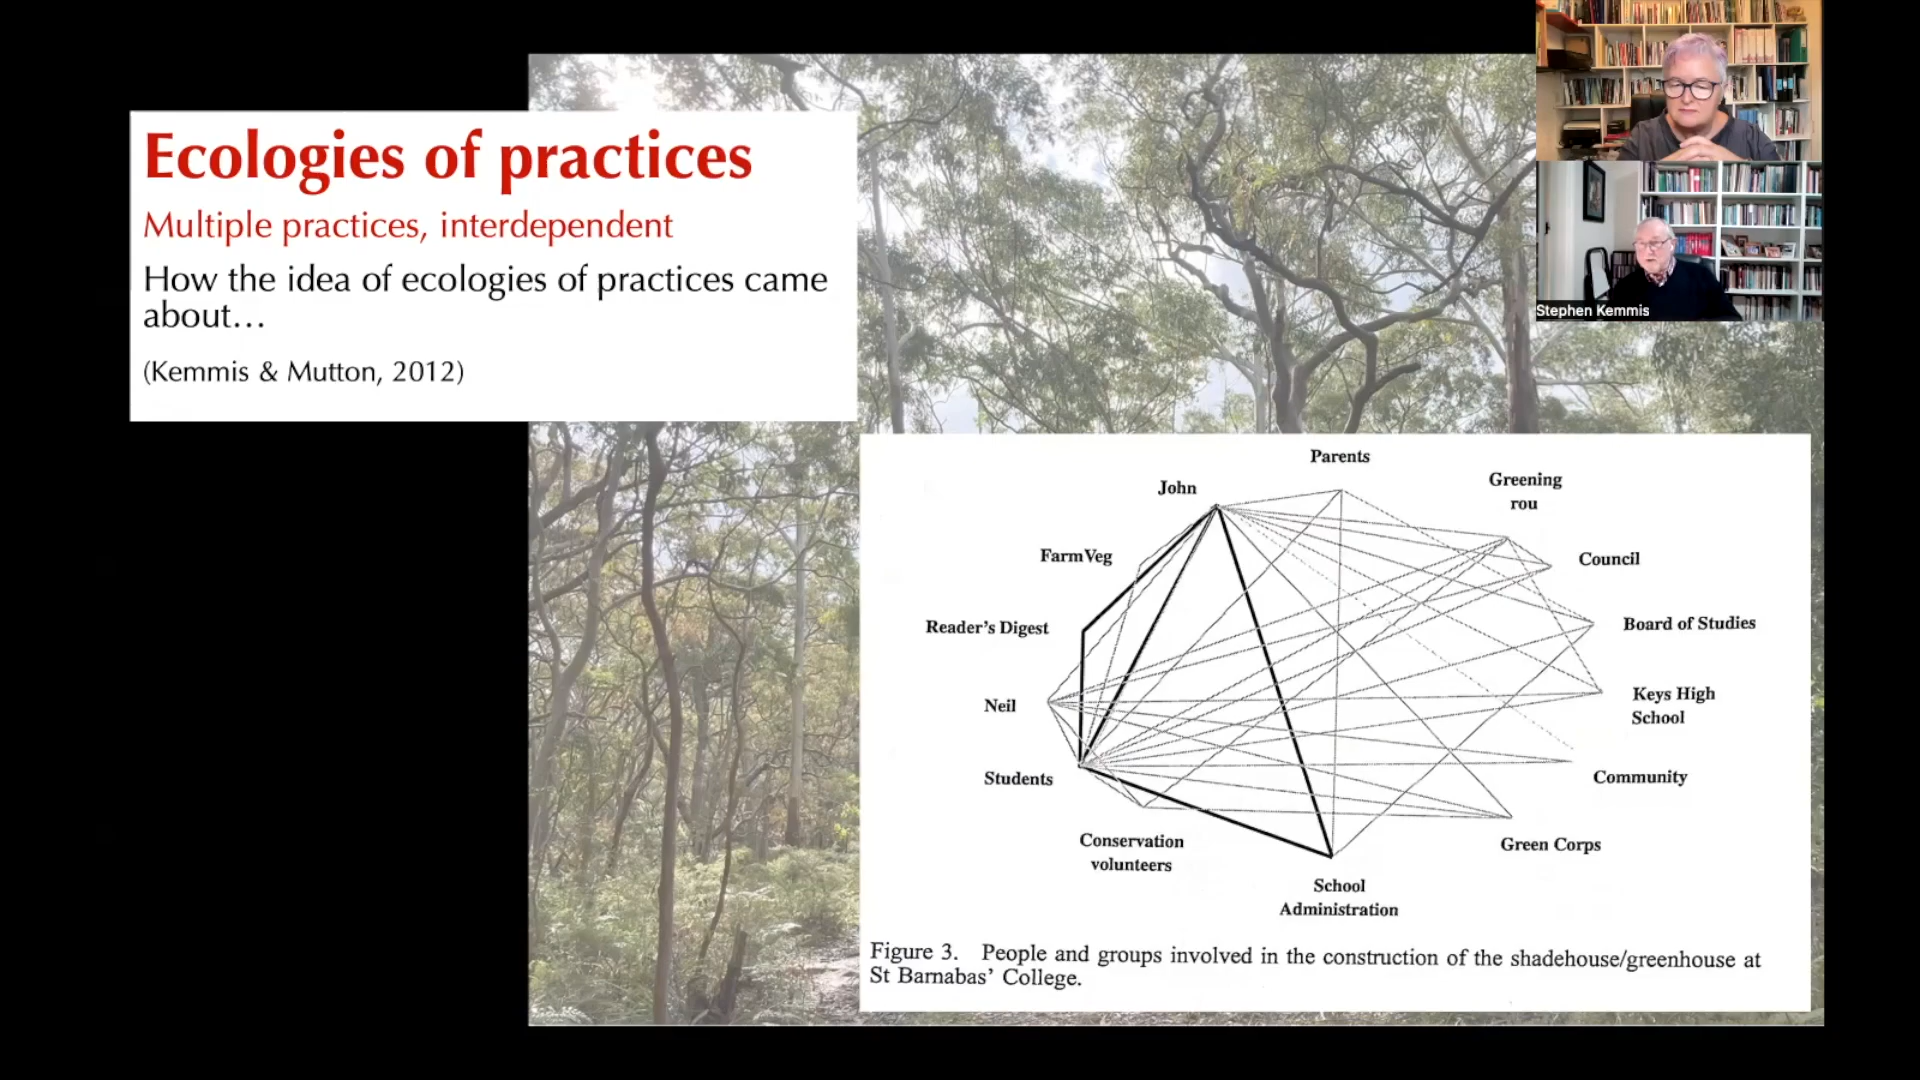 Ecologies of practices
Multiple practices, interdependent
How the idea of ecologies of practices came
about…
(Kemmis & Mutton, 2012)
Stephen Kemmis
Parents
John
Greening
rou
FarmVeg
Council
Reader's Digest
Board of Studies
Neil
Keys High
School
Students
Community
Conservation
volunteers
Green Corps
School
Administration
Figure 3. People and groups involved in the construction of the shadehouse/greenhouse at
St Barnabas' College.